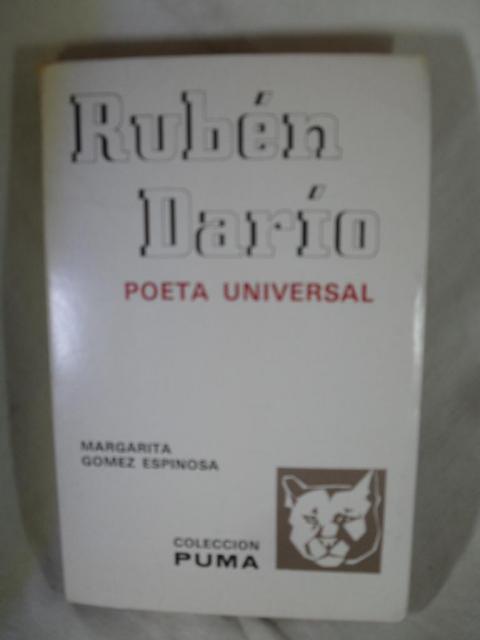 Rubén
Darío
POETA UNIVERSAL
MARGARITA
GOMEZ ESPINOSA
COLECCION
PUMA